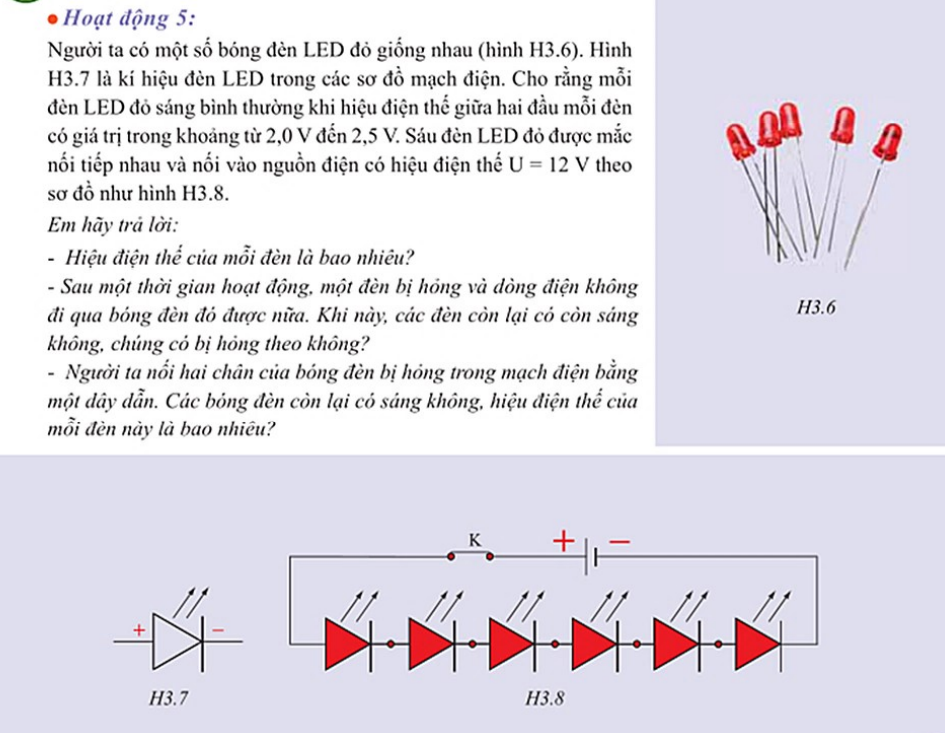 Hoạt động 5:
Người ta có một số bóng đèn LED đỏ giống nhau (hình H3.6). Hình
H3.7 là kí hiệu đèn LED trong các sơ đồ mạch điện. Cho rằng mỗi
đèn LED đỏ sáng bình thường khi hiệu điện thế giữa hai đầu mỗi đèn
có giá trị trong khoảng từ 2,0 V đến 2,5 V. Sáu đèn LED đỏ được mắc
nối tiếp nhau và nối vào nguồn điện có hiệu điện thế U = 12 V theo
sơ đồ như hình H3.8.
Em hãy trả lời:
- Hiệu điện thế của mỗi đèn là bao nhiêu?
- Sau một thời gian hoạt động, một đèn bị hỏng và dòng điện không
đi qua bóng đèn đó được nữa. Khi này, các đèn còn lại có còn sáng
không, chúng có bị hỏng theo không?
- Người ta nối hai chân của bóng đèn bị hỏng trong mạch điện bằng
một dây dẫn. Các bóng đèn còn lại có sáng không, hiệu điện thế của
mỗi đèn này là bao nhiêu?
H3.6
K
+ −
+ −
H3.7
H3.8